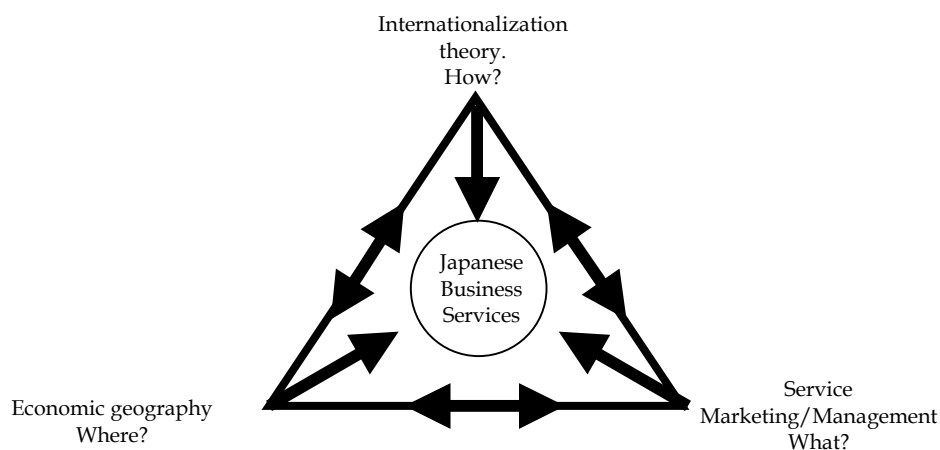 Internationalization
theory.
How?
Japanese
Business
Services
Economic geography
Where?
Service
Marketing/Management
What?